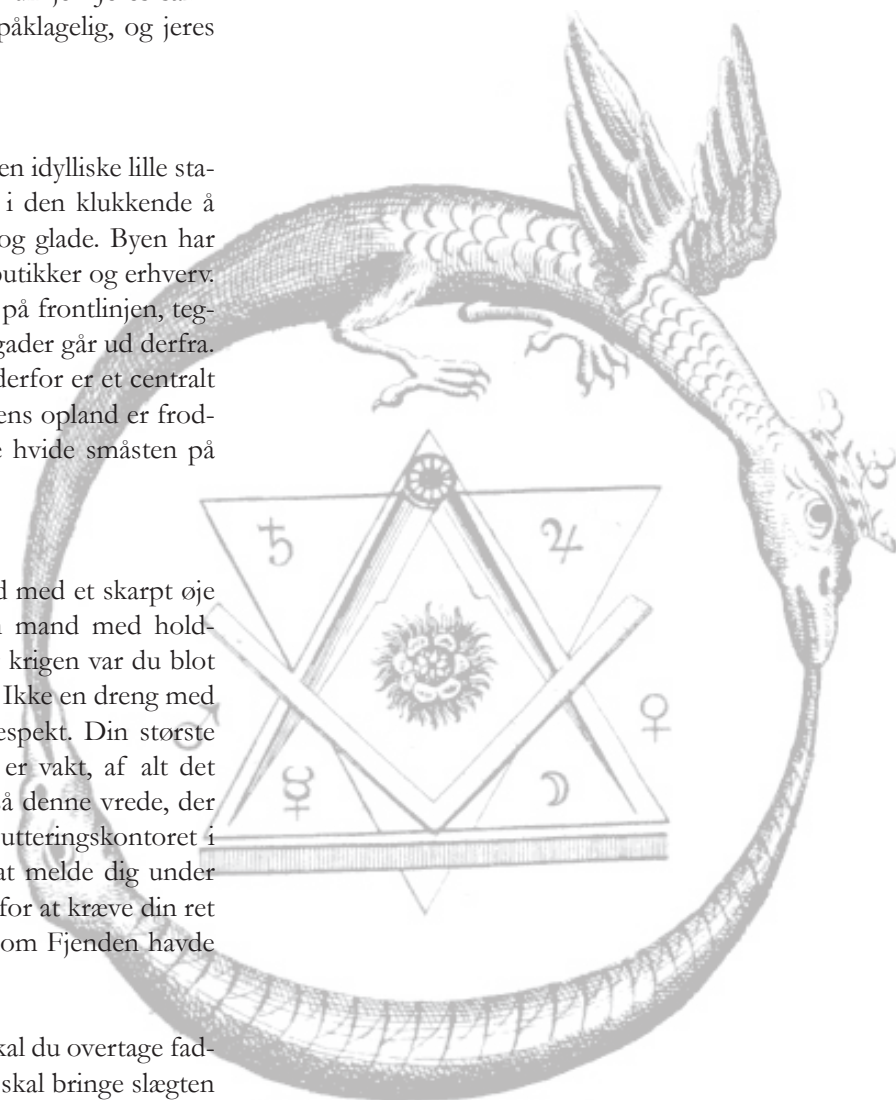 påklagelig, og jeres
en idylliske lille sta-
i den klukkende å
og glade. Byen har
butikker og erhverv.
på frontlinjen, teg-
gader går ud derfra.
derfor er et centralt
ens opland er frod-
hvide småsten på
med et skarpt øje
mand med hold-
krigen var du blot
Ikke en dreng med
espekt. Din største
er vakt, af alt det
så denne vrede, der
utteringskontoret i
at melde dig under
for at kræve din ret
om Fjenden havde
skal du overtage fad-
skal bringe slægten